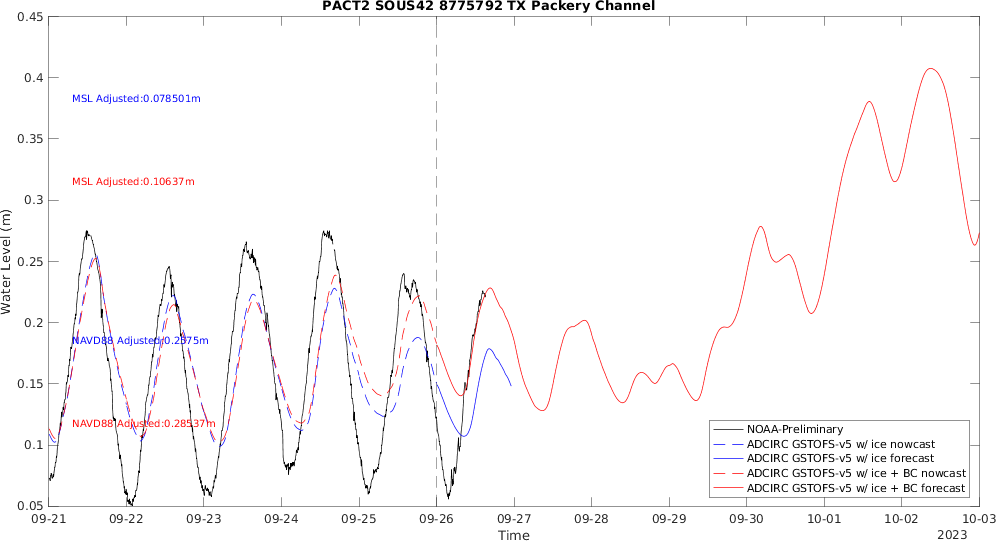 PACT2 SOUS42 8775792 TX Packery Channel
0.45
0.4
0.35
0.3
0.25
0.2
0.15
0.1
0.05
Water Level (m)
MSL Adjusted:0.078501m
MSL Adjusted:0.10637m
NAVD88 Adjusted:0.2575m
NAVD88 Adjusted:0.28537m
NOAA-Preliminary
ADCIRC GSTOFS-v5 w/ ice nowcast
ADCIRC GSTOFS-v5 w/ ice forecast
ADCIRC GSTOFS-v5 w/ ice + BC nowcast
ADCIRC GSTOFS-v5 w/ ice + BC forecast
09-21 09-22 09-23 09-24 09-25 09-26 09-27 09-28 09-29 09-30 10-01 10-02 10-03
Time
2023